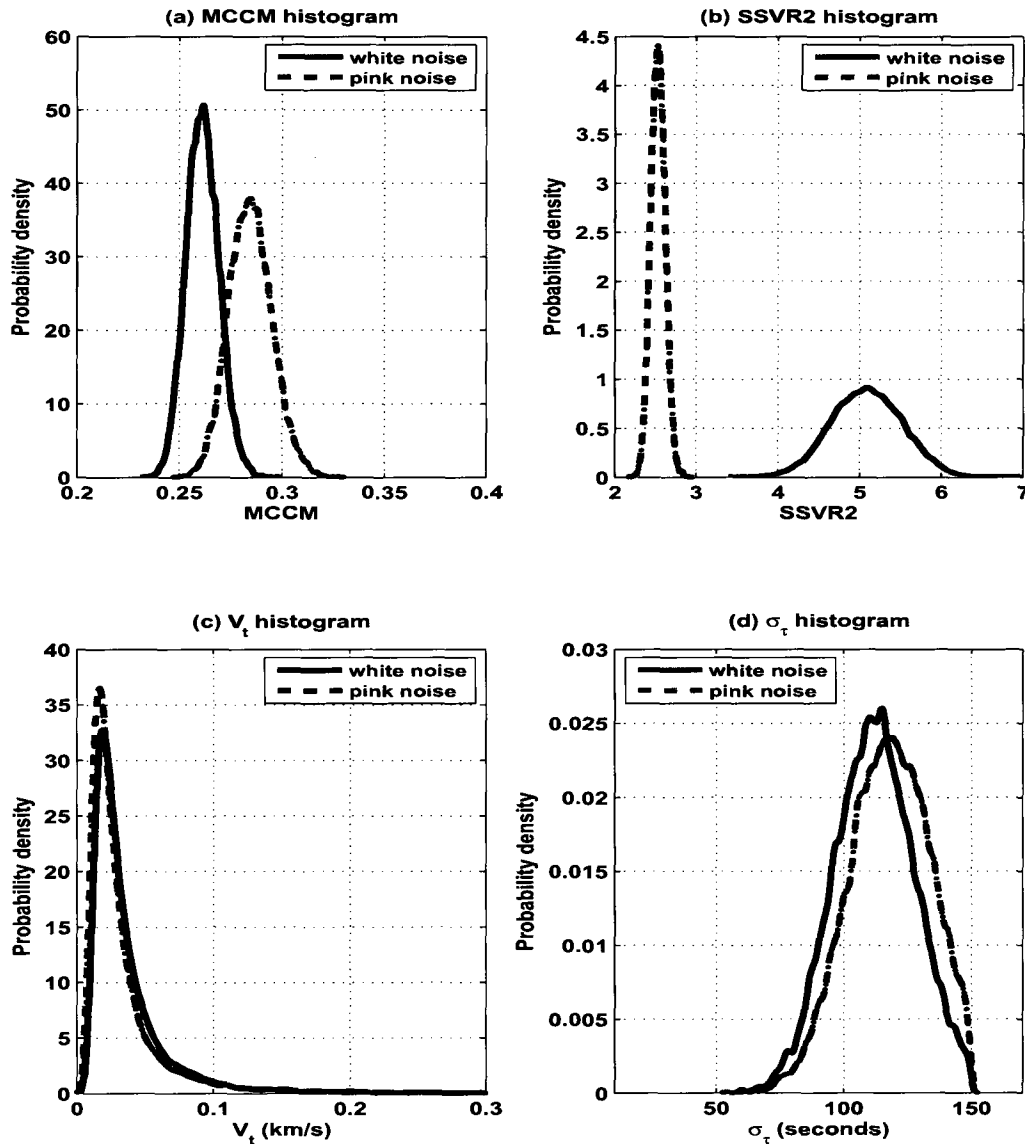 (a) MCCM histogram
white noise
pink noise
60
50
40
30
20
10
0
Probability density
0.2
0.25
0.3
0.35
0.4
MCCM
(b) SSVR2 histogram
white noise
pink noise
4.5
4
3.5
3
2.5
2
1.5
1
0.5
0
Probability density
2
3
4
5
6
7
SSVR2
(c) Vt histogram
white noise
pink noise
40
35
30
25
20
15
10
5
0
Probability density
0
0.1
0.2
0.3
Vt (km/s)
(d) στ histogram
white noise
pink noise
0.03
0.025
0.02
0.015
0.01
0.005
0
Probability density
50
100
150
στ (seconds)